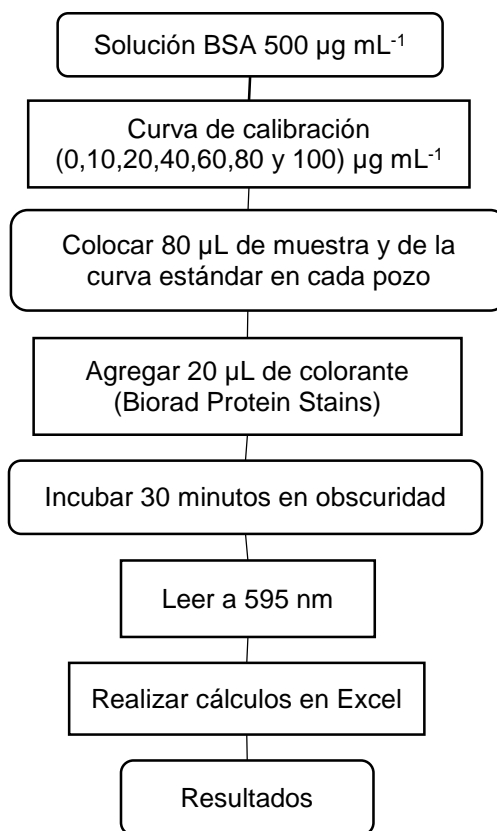 Solución BSA 500 µg mL⁻¹
Curva de calibración
(0,10,20,40,60,80 y 100) µg mL⁻¹
Colocar 80 µL de muestra y de la
curva estándar en cada pozo
Agregar 20 µL de colorante
(Biorad Protein Stains)
Incubar 30 minutos en obscuridad
Leer a 595 nm
Realizar cálculos en Excel
Resultados